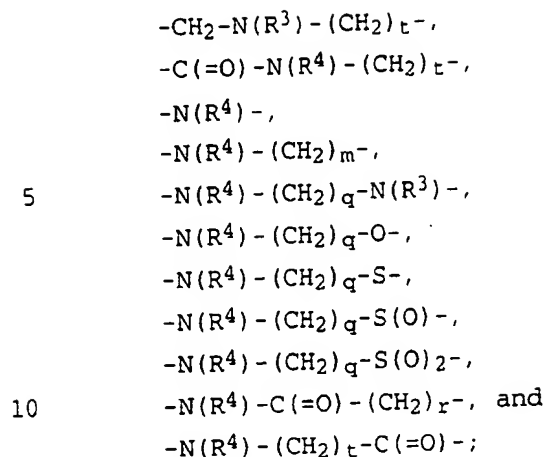 -CH₂-N(R³)-(CH₂)ₜ-,
-C(=O)-N(R⁴)-(CH₂)ₜ-,
-N(R⁴)-,
-N(R⁴)-(CH₂)ₘ-,
5 -N(R⁴)-(CH₂)q-N(R³)-,
-N(R⁴)-(CH₂)q-O-,
-N(R⁴)-(CH₂)q-S-,
-N(R⁴)-(CH₂)q-S(O)-,
-N(R⁴)-(CH₂)q-S(O)₂-,
10 -N(R⁴)-C(=O)-(CH₂)ᵣ-, and
-N(R⁴)-(CH₂)ₜ-C(=O)-;